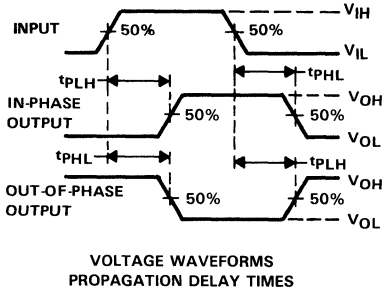 INPUT
50%
50%
VIH
VIL
tPLH
tPHL
IN-PHASE
OUTPUT
50%
50%
VOH
VOL
tPHL
tPLH
OUT-OF-PHASE
OUTPUT
50%
50%
VOH
VOL
VOLTAGE WAVEFORMS
PROPAGATION DELAY TIMES